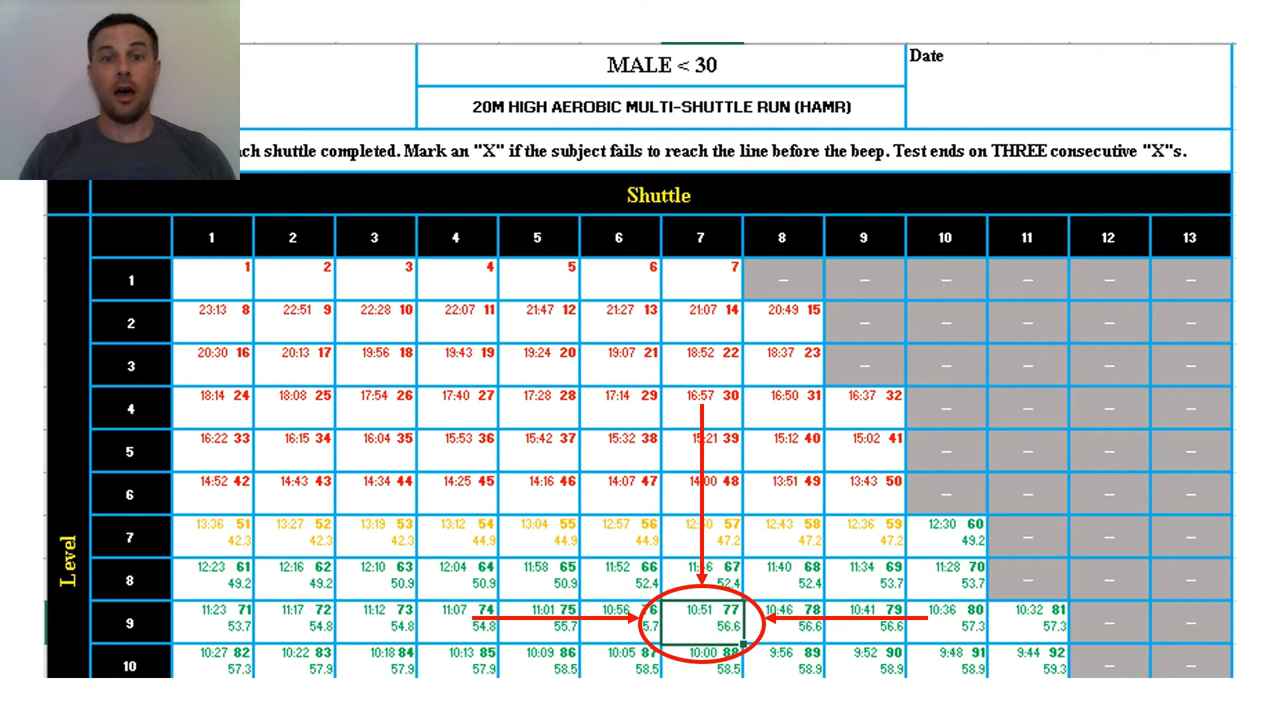 MALE < 30
Date
20M HIGH AEROBIC MULTI-SHUTTLE RUN (HAMR)
ch shuttle completed. Mark an "X" if the subject fails to reach the line before the beep. Test ends on THREE consecutive "X"s.
Shuttle
1 2 3 4 5 6 7 8 9 10 11 12 13
Level
1 1 2 3 4 5 6 7 – – – – – –
2 23:13 8 22:51 9 22:28 10 22:07 11 21:47 12 21:27 13 21:07 14 20:49 15 – – – – –
3 20:30 16 20:13 17 19:56 18 19:43 19 19:24 20 19:07 21 18:52 22 18:37 23 – – – – –
4 18:14 24 18:08 25 17:54 26 17:40 27 17:28 28 17:14 29 16:57 30 16:50 31 16:37 32 – – – –
5 16:22 33 16:15 34 16:04 35 15:53 36 15:42 37 15:32 38 15:21 39 15:12 40 15:02 41 – – – –
6 14:52 42 14:43 43 14:34 44 14:25 45 14:16 46 14:07 47 14:00 48 13:51 49 13:43 50 – – – –
7 13:36 51 13:27 52 13:19 53 13:12 54 13:04 55 12:57 56 57 12:43 58 12:36 59 12:30 60 – – –
42.3 42.3 42.3 44.9 44.9 44.9 47.2 47.2 47.2 49.2
8 12:23 61 12:16 62 12:10 63 12:04 64 11:58 65 11:52 66 67 11:40 68 11:34 69 11:28 70 – – –
49.2 49.2 50.9 50.9 50.9 52.4 52.4 52.4 53.7 53.7
9 11:23 71 11:17 72 11:12 73 11:07 74 11:01 75 10:56 76 10:51 77 10:46 78 10:41 79 10:36 80 10:32 81 – –
53.7 54.8 54.8 54.8 55.7 5.7 56.6 56.6 56.6 57.3 57.3
10 10:27 82 10:22 83 10:18 84 10:13 85 10:09 86 10:05 87 10:00 88 9:56 89 9:52 90 9:48 91 9:44 92 – –
57.3 57.9 57.9 57.9 58.5 58.5 58.5 58.9 58.9 58.9 59.3